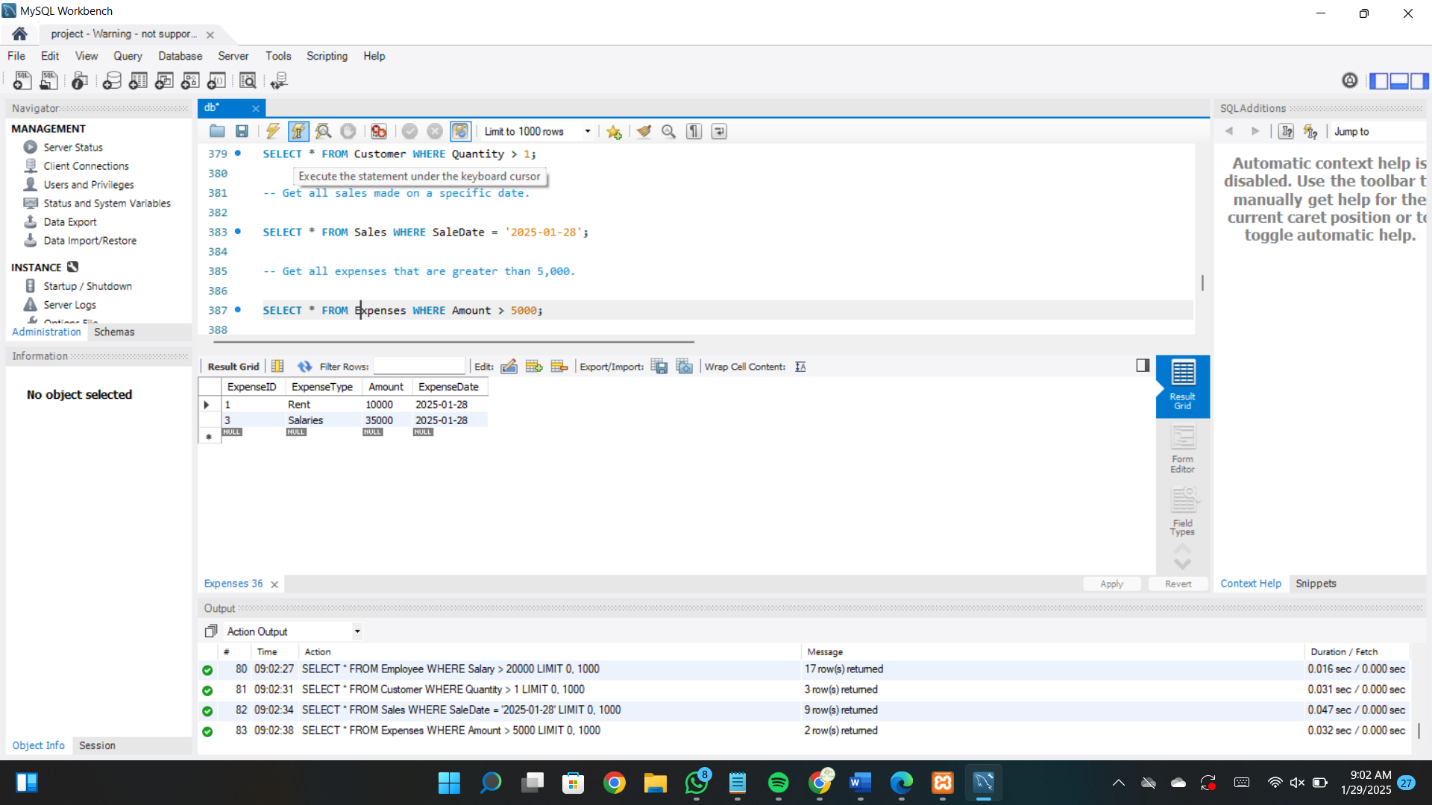 MySQL Workbench
project - Warning - not suppor...
File Edit View Query Database Server Tools Scripting Help
Navigator
MANAGEMENT
Server Status
Client Connections
Users and Privileges
Status and System Variables
Data Export
Data Import/Restore
INSTANCE
Startup / Shutdown
Server Logs
Options File
Administration Schemas
Information
No object selected
Object Info Session
db*
Limit to 1000 rows
379 SELECT * FROM Customer WHERE Quantity > 1;
380
Execute the statement under the keyboard cursor
381 -- Get all sales made on a specific date.
382
383 SELECT * FROM Sales WHERE SaleDate = '2025-01-28';
384
385 -- Get all expenses that are greater than 5,000.
386
387 SELECT * FROM Expenses WHERE Amount > 5000;
388
Result Grid Filter Rows: Edit: Export/Import: Wrap Cell Content:
ExpenseID ExpenseType Amount ExpenseDate
1 Rent 10000 2025-01-28
3 Salaries 35000 2025-01-28
NULL NULL NULL NULL
Result
Grid
Form
Editor
Field
Types
Expenses 36
Apply Revert
SQLAdditions
Jump to
Automatic context help is
disabled. Use the toolbar t
manually get help for the
current caret position or to
toggle automatic help.
Context Help Snippets
Output
Action Output
# Time Action Message Duration / Fetch
80 09:02:27 SELECT * FROM Employee WHERE Salary > 20000 LIMIT 0, 1000 17 row(s) returned 0.016 sec / 0.000 sec
81 09:02:31 SELECT * FROM Customer WHERE Quantity > 1 LIMIT 0, 1000 3 row(s) returned 0.031 sec / 0.000 sec
82 09:02:34 SELECT * FROM Sales WHERE SaleDate = '2025-01-28' LIMIT 0, 1000 9 row(s) returned 0.047 sec / 0.000 sec
83 09:02:38 SELECT * FROM Expenses WHERE Amount > 5000 LIMIT 0, 1000 2 row(s) returned 0.032 sec / 0.000 sec
8
9:02 AM
1/29/2025
27